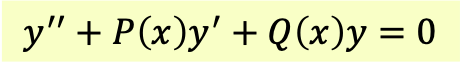 y″ + P(x)y′ + Q(x)y = 0